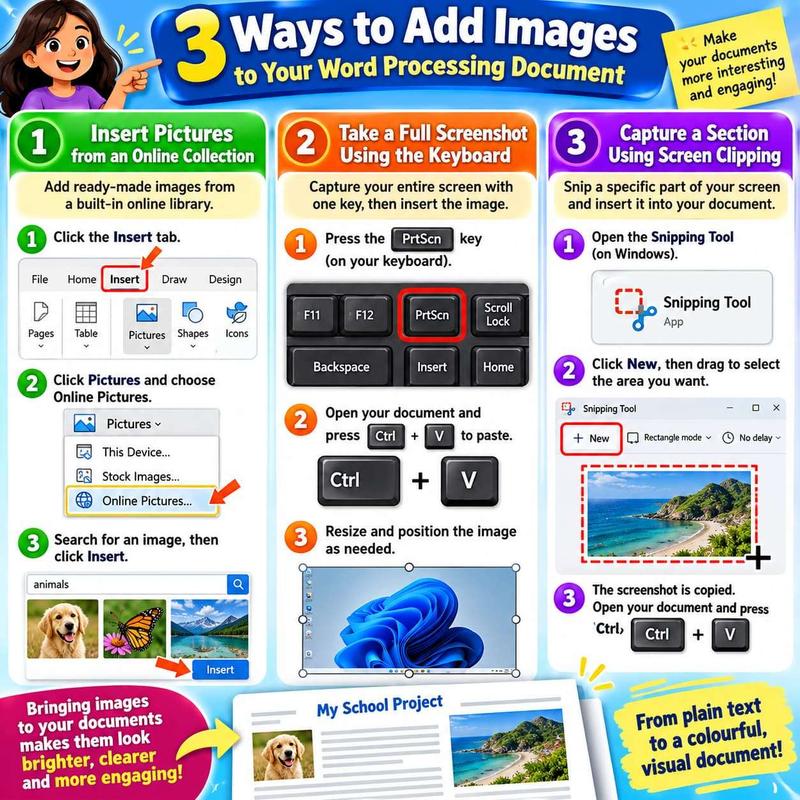 3 Ways to Add Images
to Your Word Processing Document
Make
your documents
more interesting
and engaging!
1
Insert Pictures
from an Online Collection
Add ready-made images from
a built-in online library.
1 Click the Insert tab.
File Home Insert Draw Design
Pages Table Pictures Shapes Icons
2 Click Pictures and choose
Online Pictures.
Pictures
This Device...
Stock Images...
Online Pictures...
3 Search for an image, then
click Insert.
animals
Insert
2
Take a Full Screenshot
Using the Keyboard
Capture your entire screen with
one key, then insert the image.
1 Press the PrtScn key
(on your keyboard).
F11 F12 PrtScn Scroll
Lock
Backspace Insert Home
2 Open your document and
press Ctrl + V to paste.
Ctrl + V
3 Resize and position the image
as needed.
3
Capture a Section
Using Screen Clipping
Snip a specific part of your screen
and insert it into your document.
1 Open the Snipping Tool
(on Windows).
Snipping Tool
App
2 Click New, then drag to select
the area you want.
Snipping Tool
+ New Rectangle mode No delay
3 The screenshot is copied.
Open your document and press
'Ctrl, Ctrl + V
Bringing images
to your documents
makes them look
brighter, clearer
and more engaging!
My School Project
From plain text
to a colourful,
visual document!